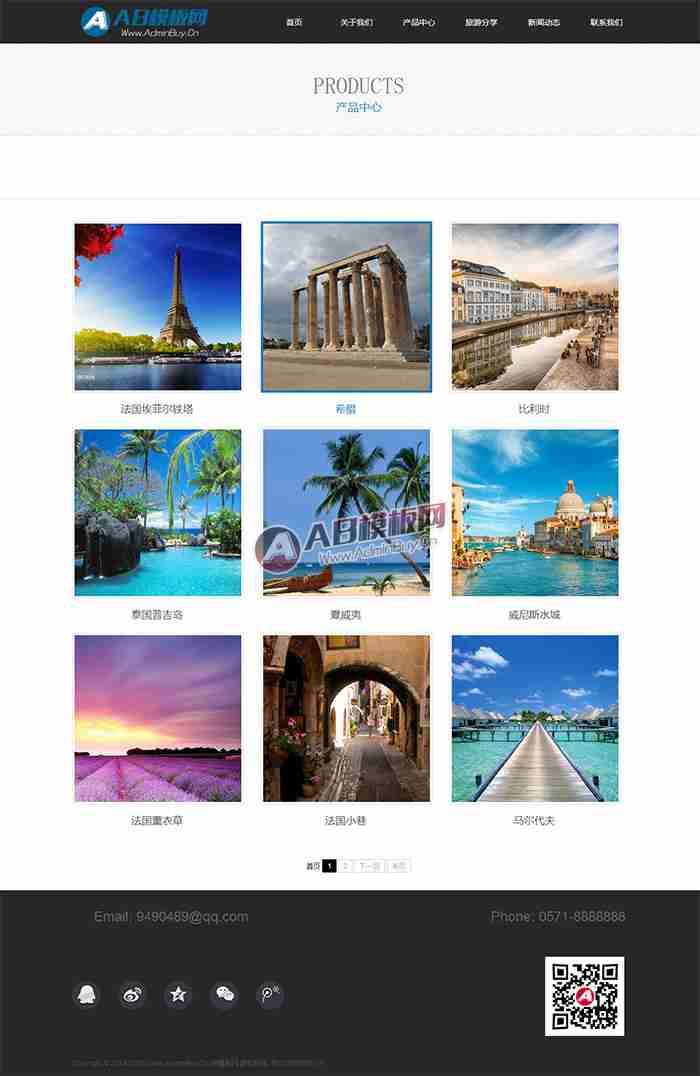 AB模板网
Www.AdminBuy.Cn
首页 关于我们 产品中心 旅游分享 新闻动态 联系我们
PRODUCTS
产品中心
法国埃菲尔铁塔 希腊 比利时
AB模板网
Www.AdminBuy.Cn
泰国普吉岛 夏威夷 威尼斯水城
法国薰衣草 法国小巷 马尔代夫
首页 1 2 下一页 末页
Email: 9490489@qq.com Phone: 0571-8888888